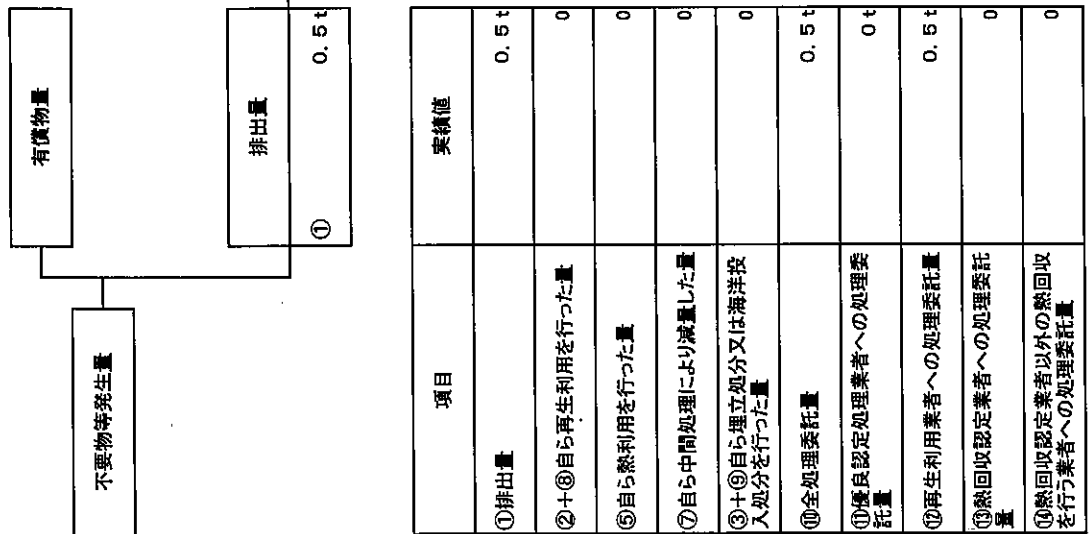 不要物等発生量
有償物量
排出量
① 0.5t
項目 実績値
①排出量 0.5t
②+⑧自ら再生利用を行った量 0
⑤自ら熱利用を行った量 0
⑦自ら中間処理により減量した量 0
③+⑨自ら埋立処分又は海洋投
入処分を行った量 0
⑩全処理委託量 0.5t
⑪優良認定処理業者への処理委
託量 0t
⑫再生利用業者への処理委託量 0.5t
⑬熱回収認定業者への処理委託
量 0
⑭熱回収認定業者以外の熱回収
を行う業者への処理委託量 0